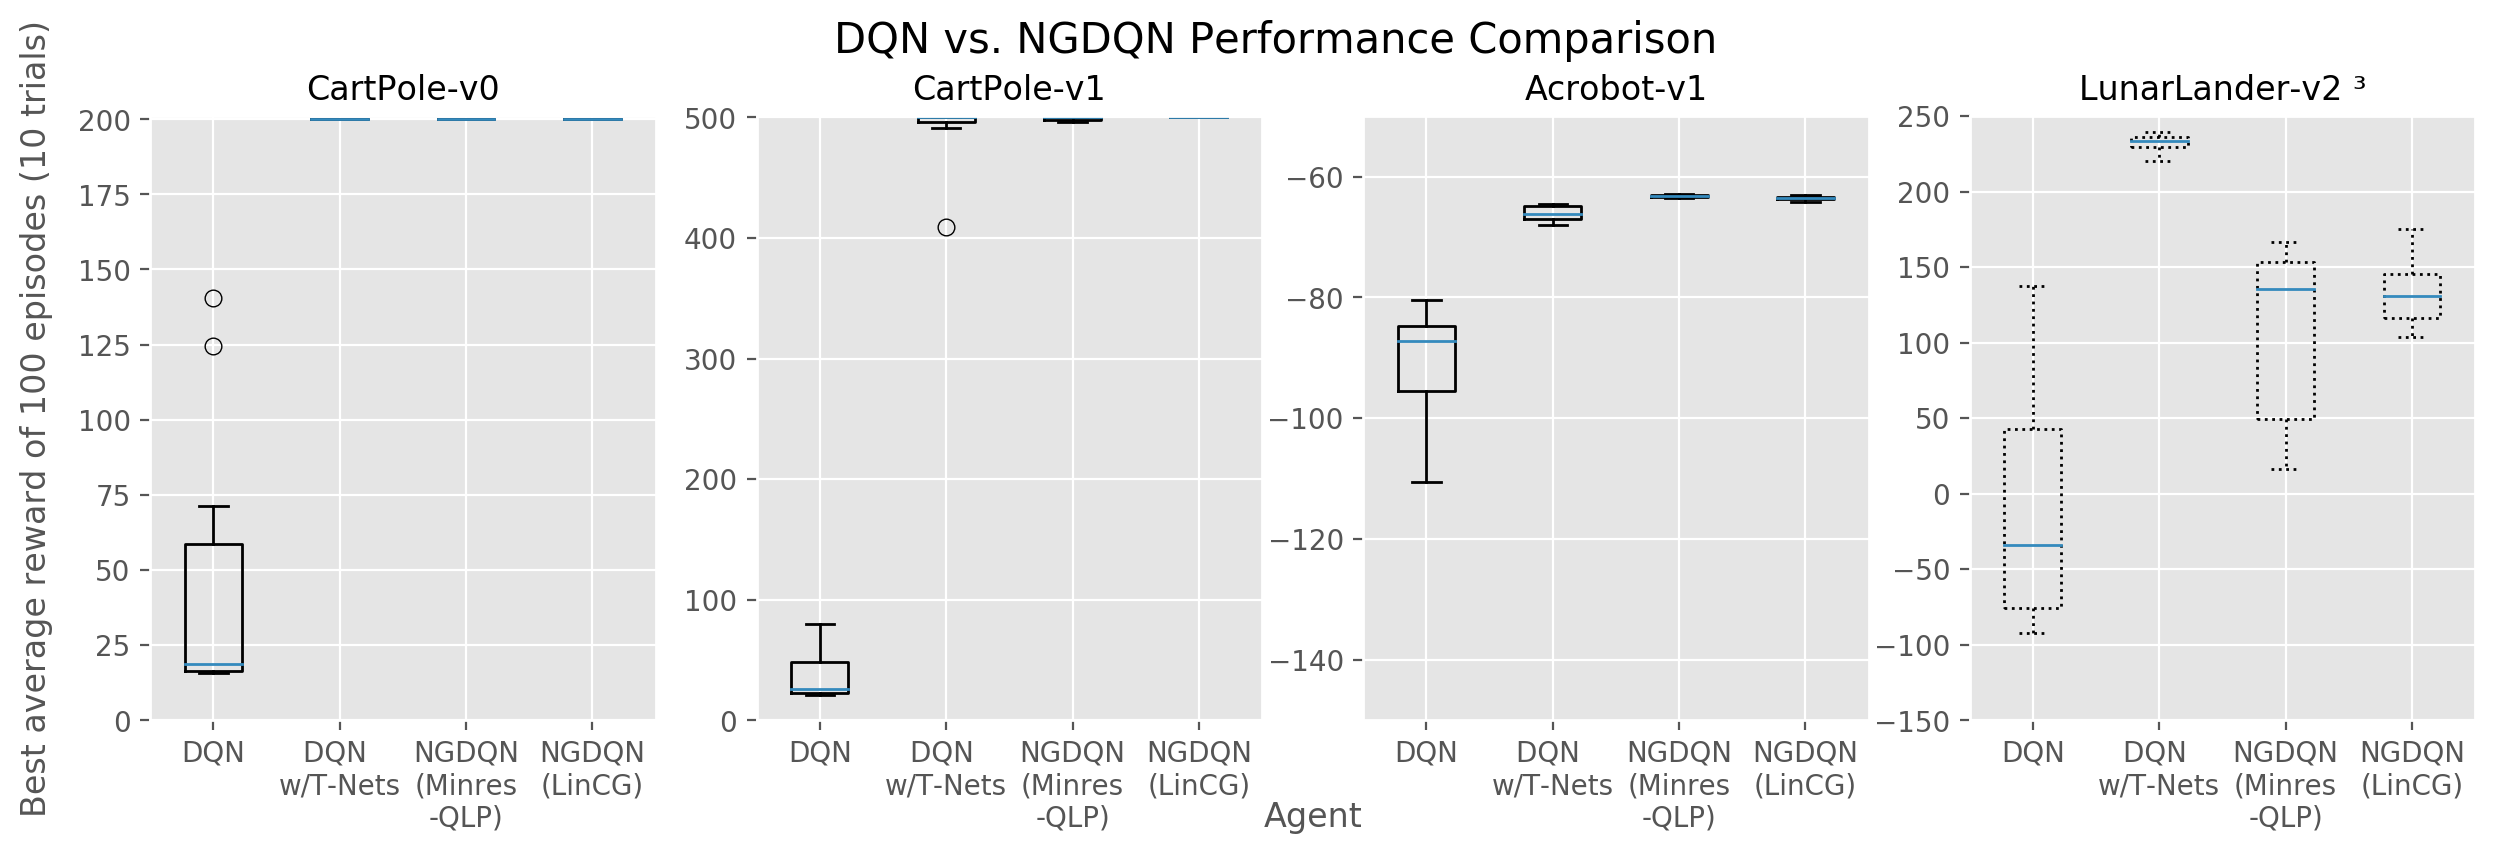 DQN vs. NGDQN Performance Comparison
Best average reward of 100 episodes (10 trials)
CartPole-v0
200
175
150
125
100
75
50
25
0
DQN
DQN
w/T-Nets
NGDQN
(Minres
-QLP)
NGDQN
(LinCG)
CartPole-v1
500
400
300
200
100
0
DQN
DQN
w/T-Nets
NGDQN
(Minres
-QLP)
NGDQN
(LinCG)
Acrobot-v1
−60
−80
−100
−120
−140
DQN
DQN
w/T-Nets
NGDQN
(Minres
-QLP)
NGDQN
(LinCG)
LunarLander-v2 ³
250
200
150
100
50
0
−50
−100
−150
DQN
DQN
w/T-Nets
NGDQN
(Minres
-QLP)
NGDQN
(LinCG)
Agent